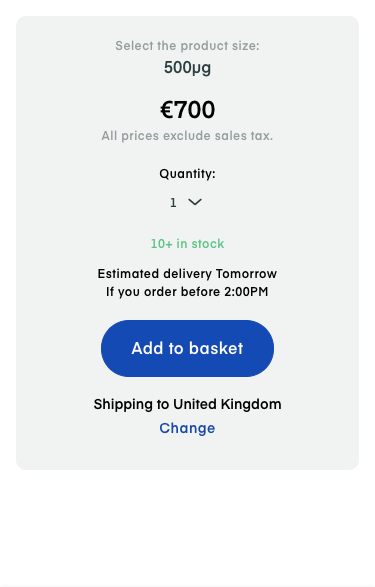 Select the product size:
500μg
€700
All prices exclude sales tax.
Quantity:
1
10+ in stock
Estimated delivery Tomorrow
If you order before 2:00PM
Add to basket
Shipping to United Kingdom
Change